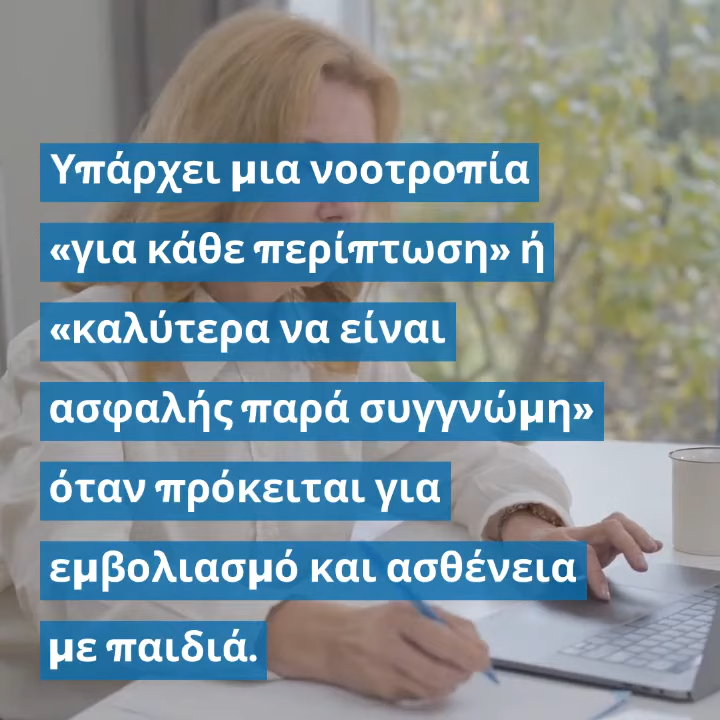 Υπάρχει μια νοοτροπία
«για κάθε περίπτωση» ή
«καλύτερα να είναι
ασφαλής παρά συγγνώμη»
όταν πρόκειται για
εμβολιασμό και ασθένεια
με παιδιά.